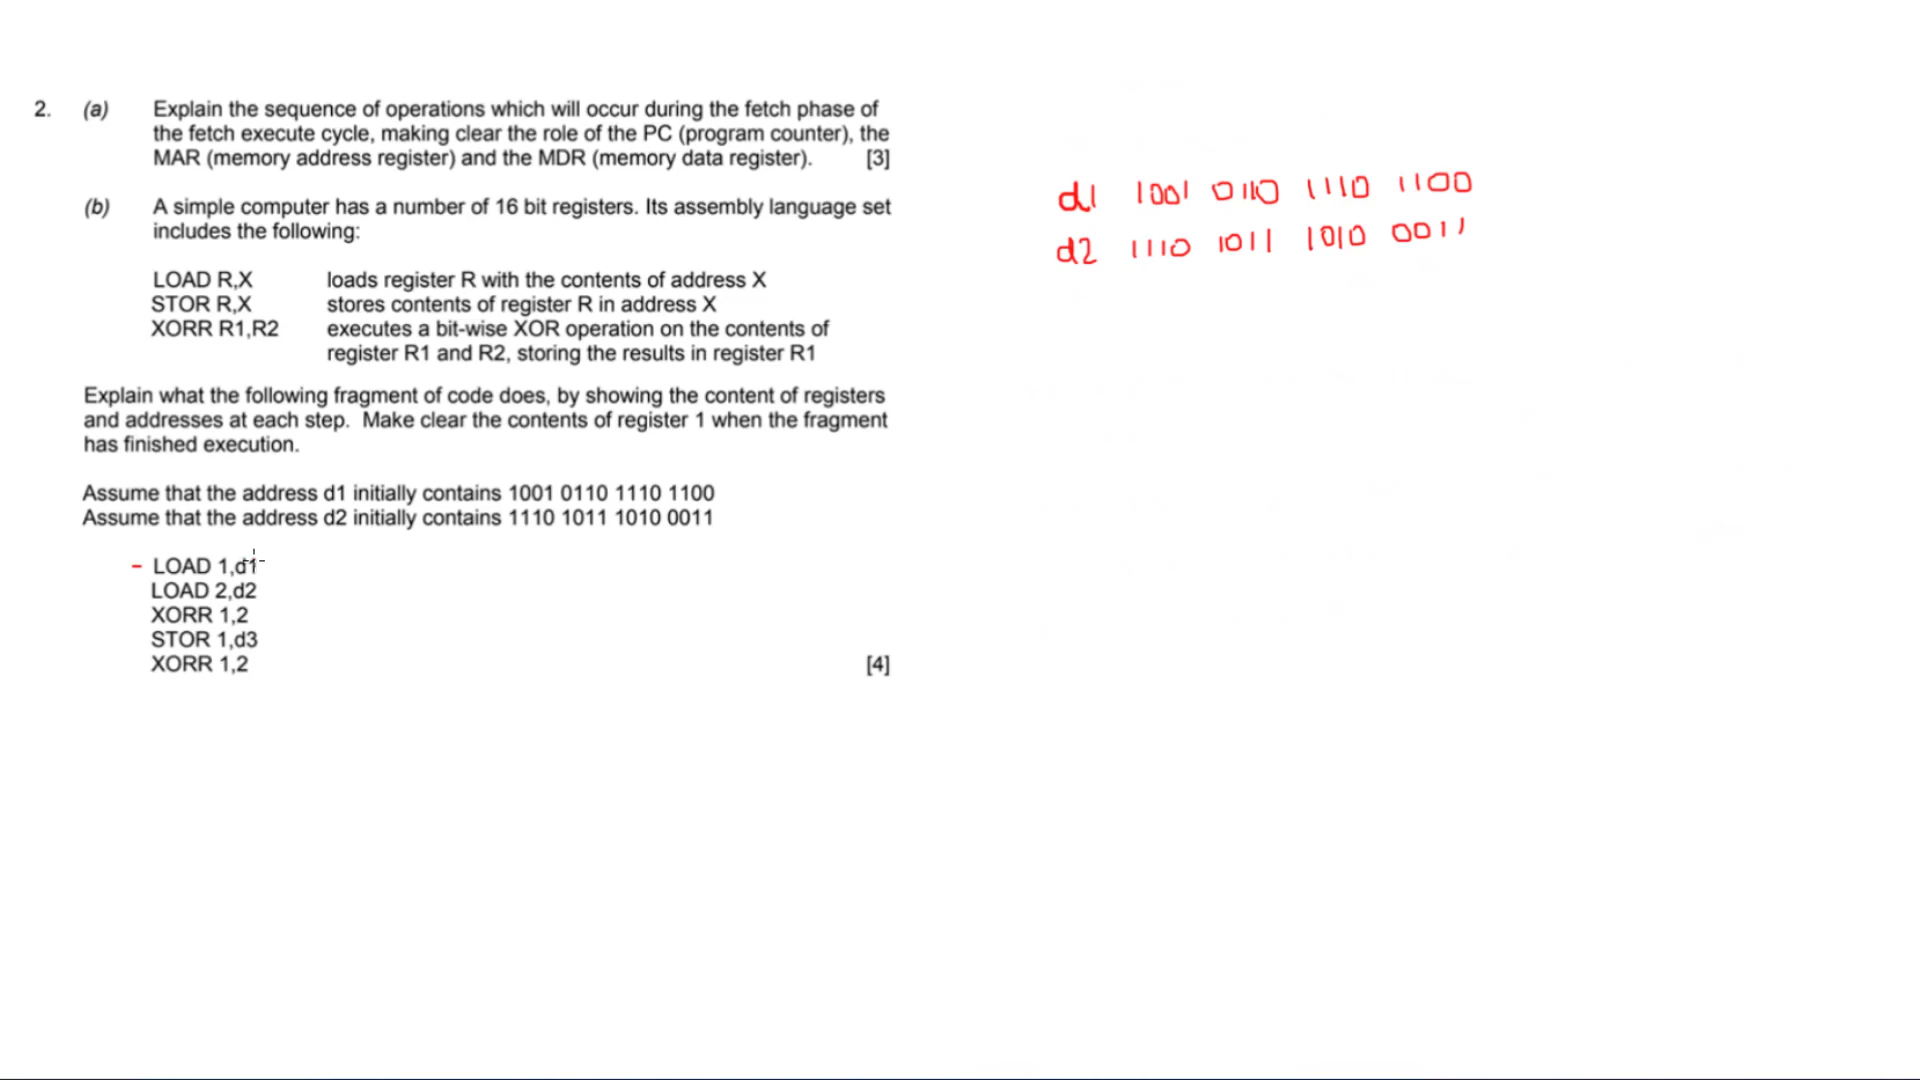 2. (a) Explain the sequence of operations which will occur during the fetch phase of
the fetch execute cycle, making clear the role of the PC (program counter), the
MAR (memory address register) and the MDR (memory data register). [3]
(b) A simple computer has a number of 16 bit registers. Its assembly language set
includes the following:
LOAD R,X loads register R with the contents of address X
STOR R,X stores contents of register R in address X
XORR R1,R2 executes a bit-wise XOR operation on the contents of
register R1 and R2, storing the results in register R1
Explain what the following fragment of code does, by showing the content of registers
and addresses at each step. Make clear the contents of register 1 when the fragment
has finished execution.
Assume that the address d1 initially contains 1001 0110 1110 1100
Assume that the address d2 initially contains 1110 1011 1010 0011
- LOAD 1,d1
LOAD 2,d2
XORR 1,2
STOR 1,d3
XORR 1,2 [4]
d1 1001 0110 1110 1100
d2 1110 1011 1010 0011